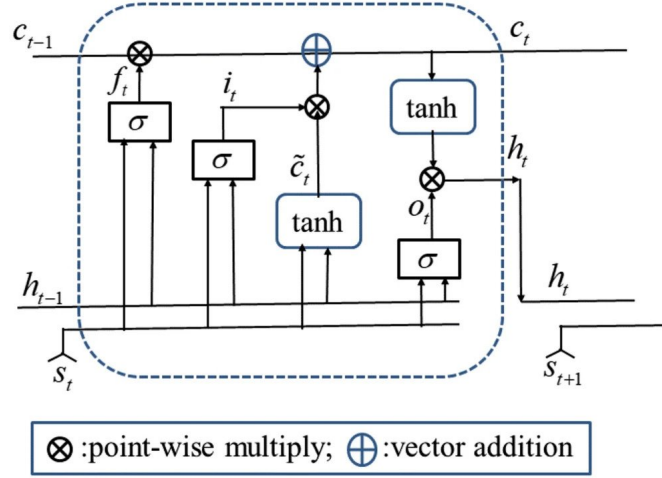 c_{t-1}
c_t
f_t
i_t
tanh
σ
σ
h_t
c̃_t
o_t
tanh
σ
h_{t-1}
h_t
s_t
s_{t+1}
⊗:point-wise multiply; ⊕:vector addition